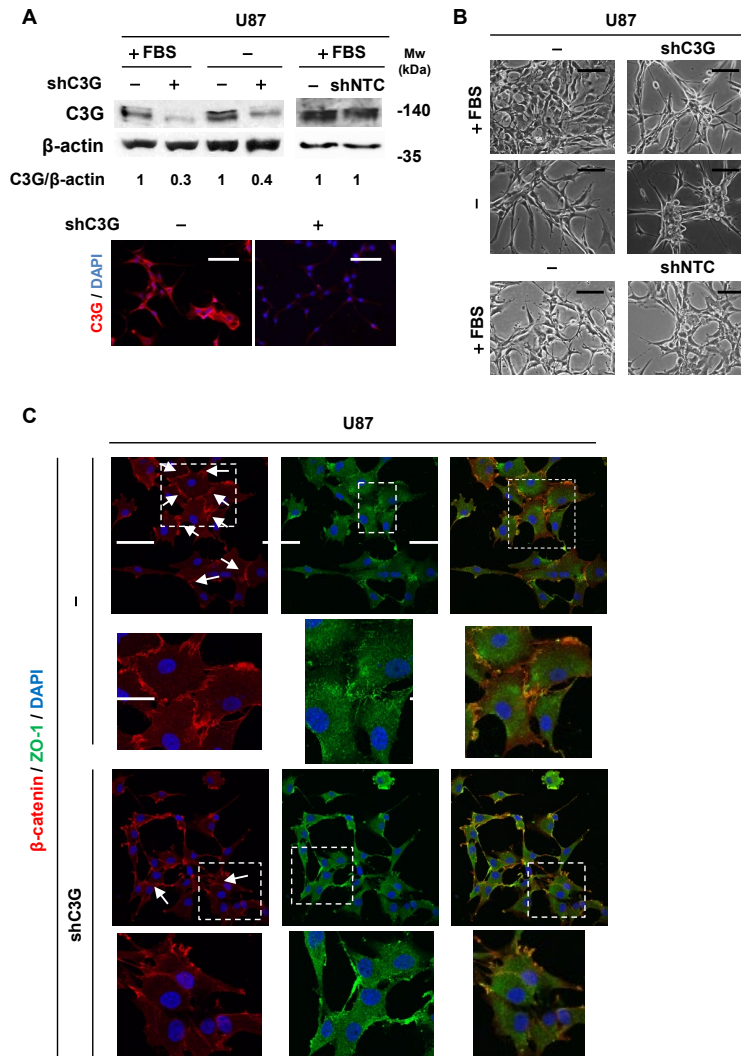 A
U87
+ FBS – + FBS Mw
(kDa)
shC3G – + – + – shNTC
C3G -140
β-actin -35
C3G/β-actin 1 0.3 1 0.4 1 1
shC3G – +
C3G / DAPI
B
U87
– shC3G
+ FBS
–
– shNTC
+ FBS
C
U87
–
shC3G
β-catenin / ZO-1 / DAPI